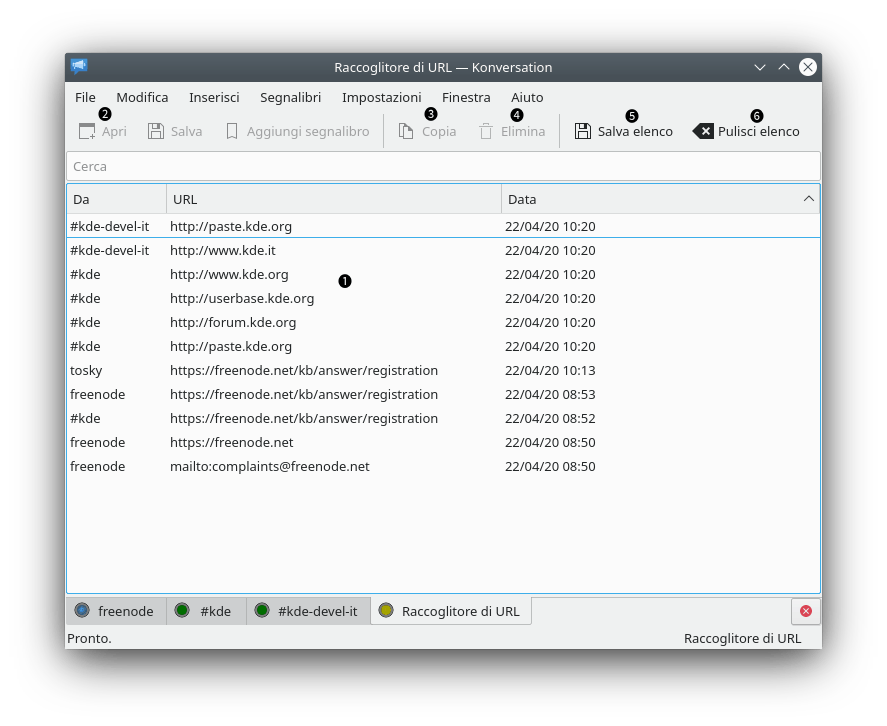 Raccoglitore di URL — Konversation
File Modifica Inserisci Segnalibri Impostazioni Finestra Aiuto
2 3 4 5 6
Apri Salva Aggiungi segnalibro Copia Elimina Salva elenco Pulisci elenco
Cerca
Da URL Data
#kde-devel-it http://paste.kde.org 22/04/20 10:20
#kde-devel-it http://www.kde.it 22/04/20 10:20
#kde http://www.kde.org 1 22/04/20 10:20
#kde http://userbase.kde.org 22/04/20 10:20
#kde http://forum.kde.org 22/04/20 10:20
#kde http://paste.kde.org 22/04/20 10:20
tosky https://freenode.net/kb/answer/registration 22/04/20 10:13
freenode https://freenode.net/kb/answer/registration 22/04/20 08:53
#kde https://freenode.net/kb/answer/registration 22/04/20 08:52
freenode https://freenode.net 22/04/20 08:50
freenode mailto:complaints@freenode.net 22/04/20 08:50
freenode #kde #kde-devel-it Raccoglitore di URL
Pronto. Raccoglitore di URL